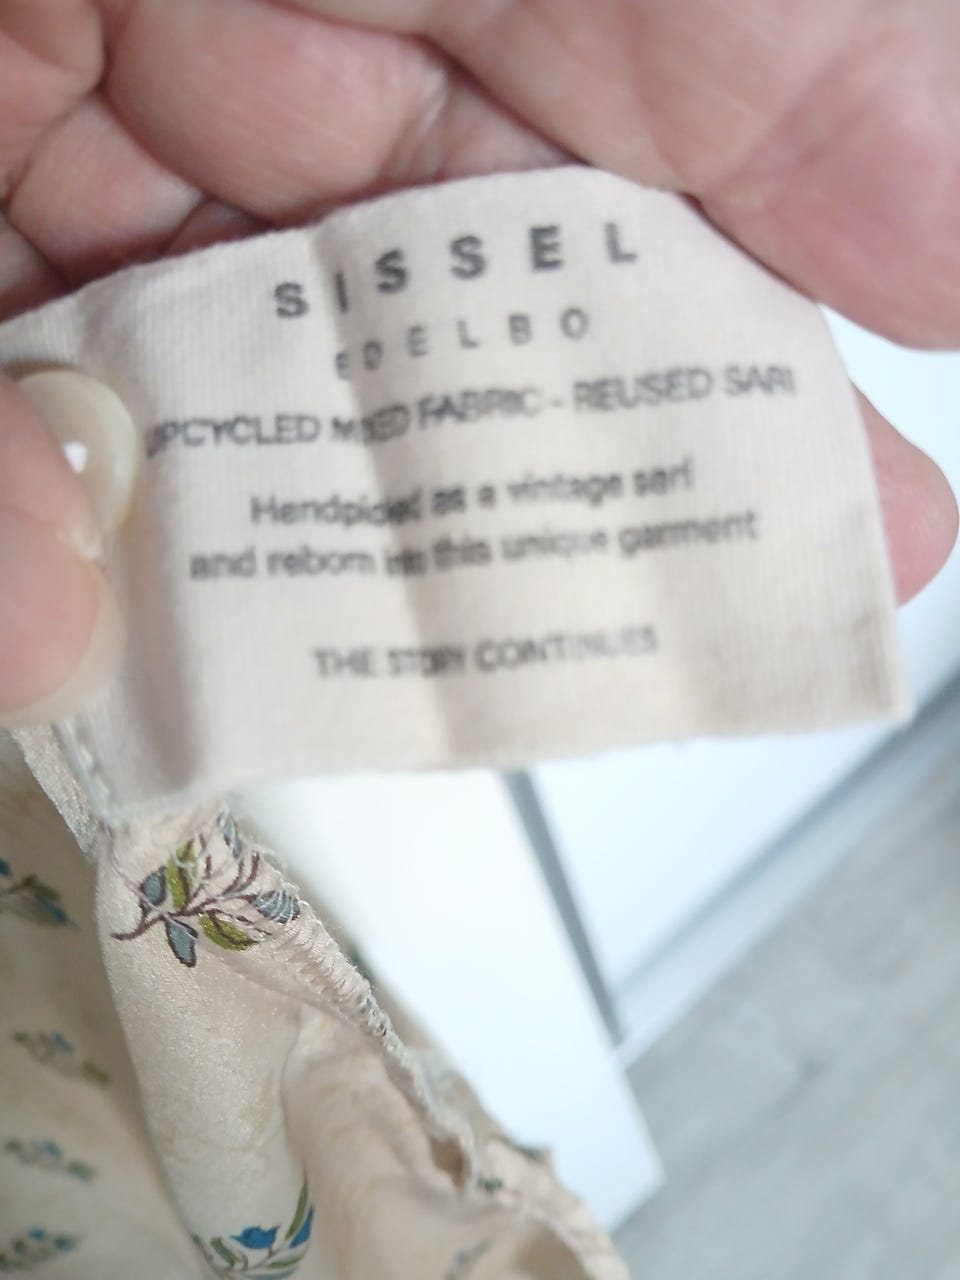 SISSEL
EDELBO
UPCYCLED MIXED FABRIC - REUSED SARI
Handpicked as a vintage sari
and reborn into this unique garment
THE STORY CONTINUES